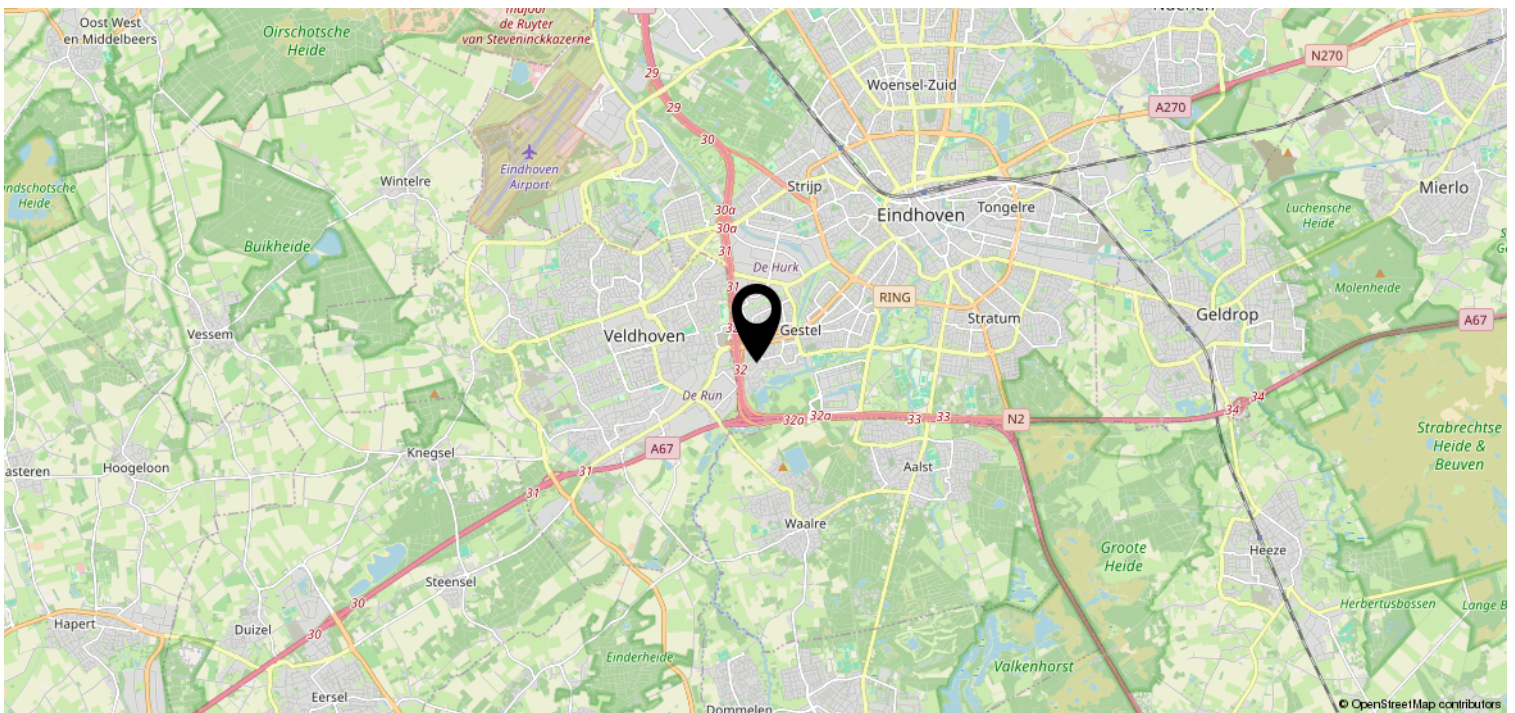 Oost West
en Middelbeers
Oirschotsche
Heide
majoor
de Ruyter
van Steveninckkazerne
29
29
30
Woensel-Zuid
N270
A270
Eindhoven
Airport
Wintelre
Strijp
Eindhoven
Tongelre
Mierlo
Heide
Luchensche
Heide
Buikheide
30a
30a
31
De Hurk
31
RING
Molenheide
Vessem
Veldhoven
Gestel
Stratum
Geldrop
A67
32
De Run
32a
32a
33
33
N2
34
34
Strabrechtse
Heide &
Beuven
Hoogeloon
Knegsel
A67
31
31
Aalst
Waalre
Groote
Heide
Heeze
Steensel
30
30
Hapert
Duizel
Herbertusbossen
Einderheide
Valkenhorst
Eersel
Dommelen
© OpenStreetMap contributors